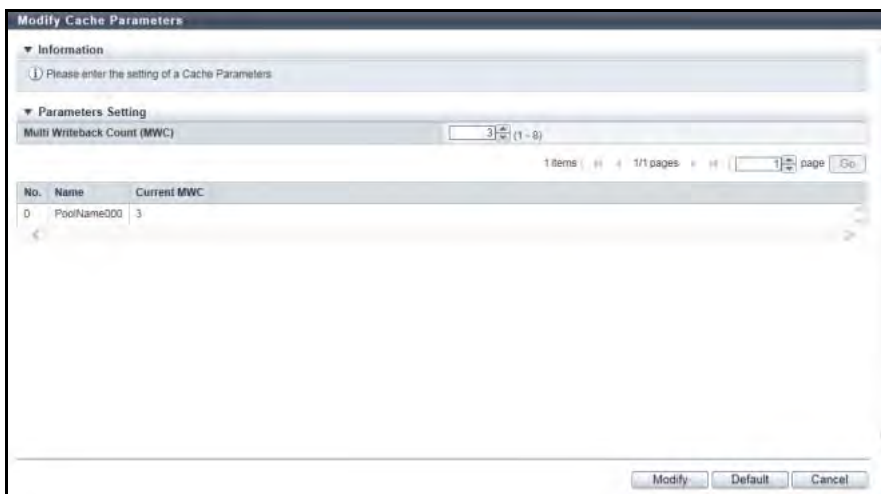 Modify Cache Parameters
Information
Please enter the setting of a Cache Parameters
Parameters Setting
Multi Writeback Count (MWC) 3 (1 - 8)
1 items 1/1 pages 1 page Go
No. Name Current MWC
0 PoolName000 3
Modify Default Cancel